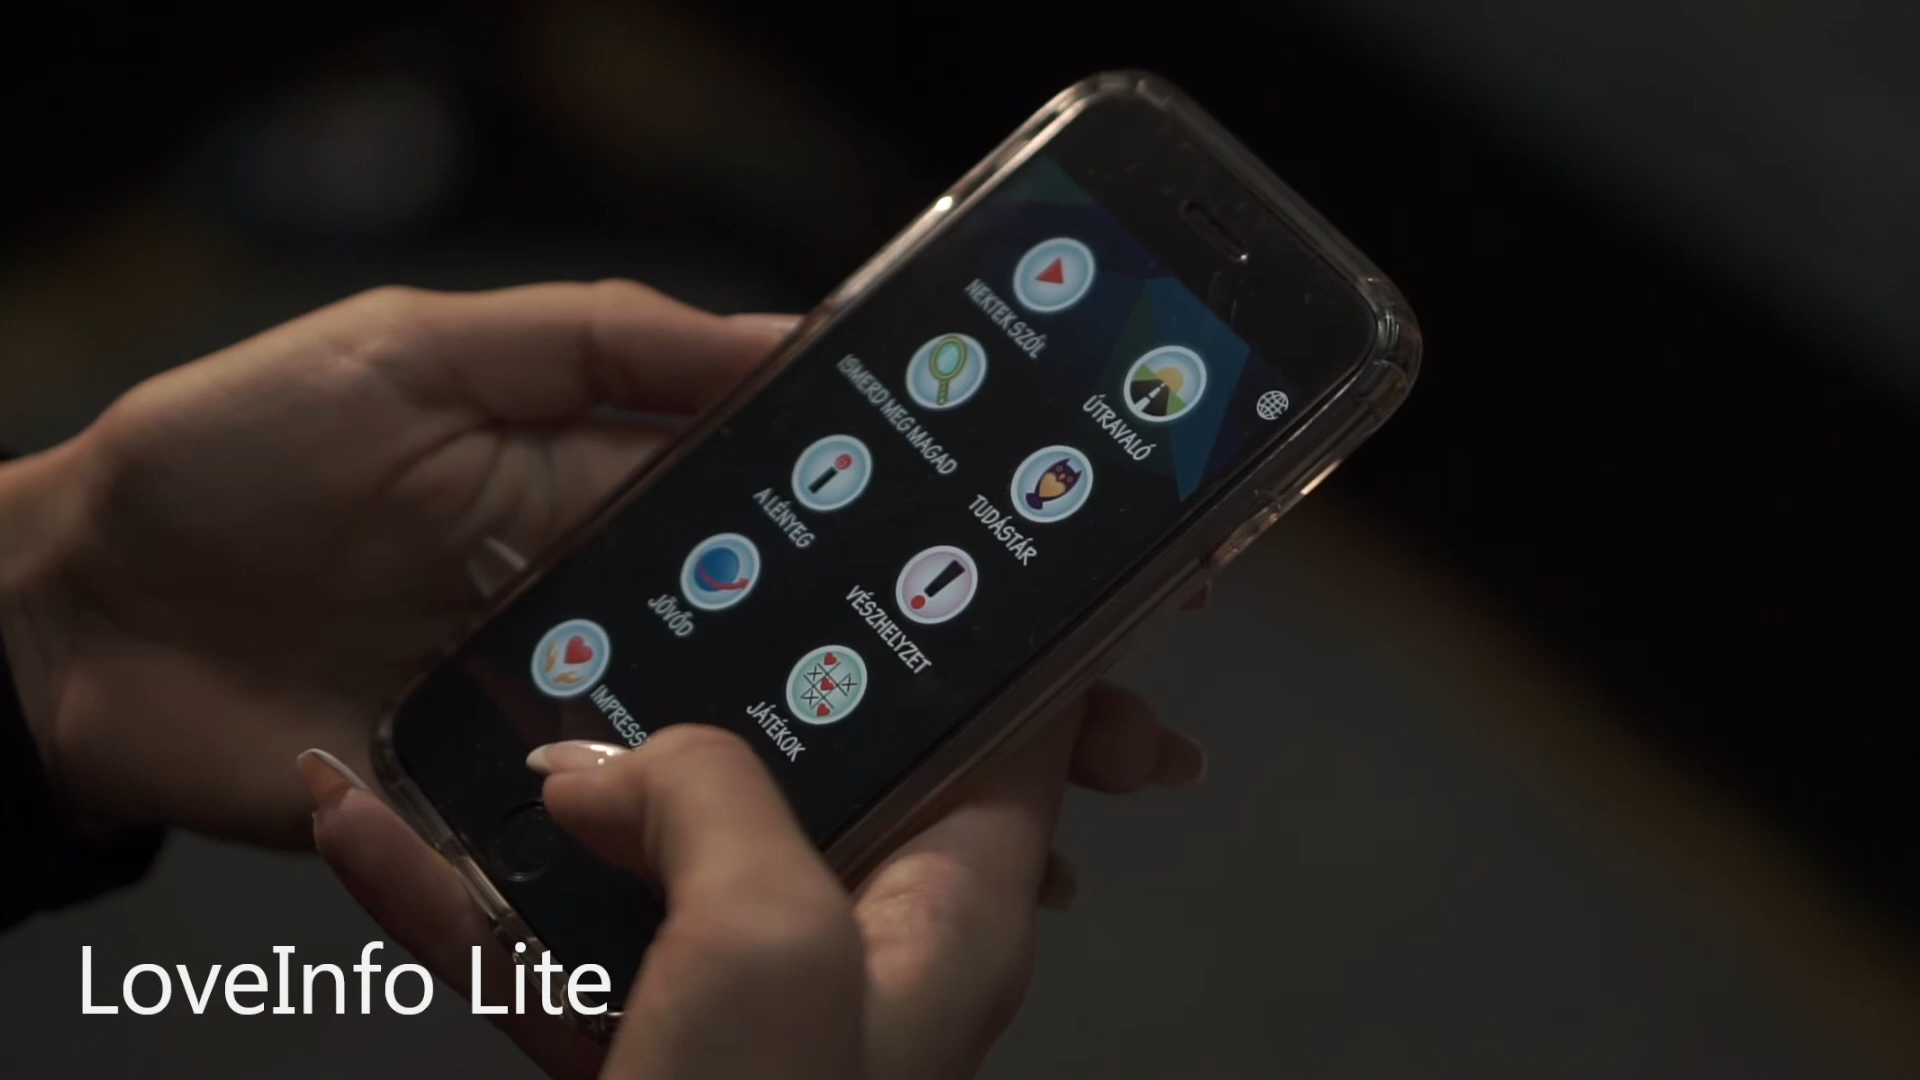 NEKTEK SZÓL
ÚTRAVALÓ
ISMERD MEG MAGAD
TUDÁSTÁR
A LÉNYEG
VÉSZHELYZET
JÖVŐD
JÁTÉKOK
LoveInfo Lite